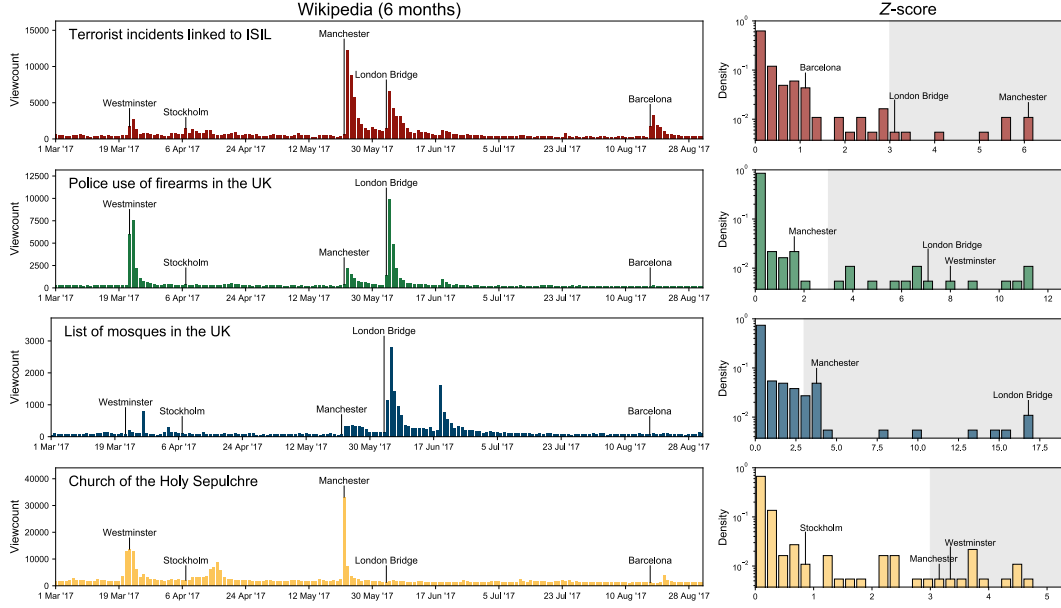 Wikipedia (6 months)
Z-score
Terrorist incidents linked to ISIL
Viewcount
15000
10000
5000
0
Westminster
Stockholm
Manchester
London Bridge
Barcelona
1 Mar '17 19 Mar '17 6 Apr '17 24 Apr '17 12 May '17 30 May '17 17 Jun '17 5 Jul '17 23 Jul '17 10 Aug '17 28 Aug '17
Density
10⁰
10⁻¹
10⁻²
Barcelona
London Bridge
Manchester
0 1 2 3 4 5 6
Police use of firearms in the UK
Viewcount
12500
10000
7500
5000
2500
0
Westminster
Stockholm
Manchester
London Bridge
Barcelona
1 Mar '17 19 Mar '17 6 Apr '17 24 Apr '17 12 May '17 30 May '17 17 Jun '17 5 Jul '17 23 Jul '17 10 Aug '17 28 Aug '17
Density
10⁰
10⁻¹
10⁻²
Manchester
London Bridge
Westminster
0 2 4 6 8 10 12
List of mosques in the UK
Viewcount
3000
2000
1000
0
Westminster
Stockholm
Manchester
London Bridge
Barcelona
1 Mar '17 19 Mar '17 6 Apr '17 24 Apr '17 12 May '17 30 May '17 17 Jun '17 5 Jul '17 23 Jul '17 10 Aug '17 28 Aug '17
Density
10⁰
10⁻¹
10⁻²
Manchester
London Bridge
0 2.5 5.0 7.5 10.0 12.5 15.0 17.5
Church of the Holy Sepulchre
Viewcount
40000
30000
20000
10000
0
Westminster
Stockholm
Manchester
London Bridge
Barcelona
1 Mar '17 19 Mar '17 6 Apr '17 24 Apr '17 12 May '17 30 May '17 17 Jun '17 5 Jul '17 23 Jul '17 10 Aug '17 28 Aug '17
Density
10⁰
10⁻¹
10⁻²
Stockholm
Manchester
Westminster
0 1 2 3 4 5